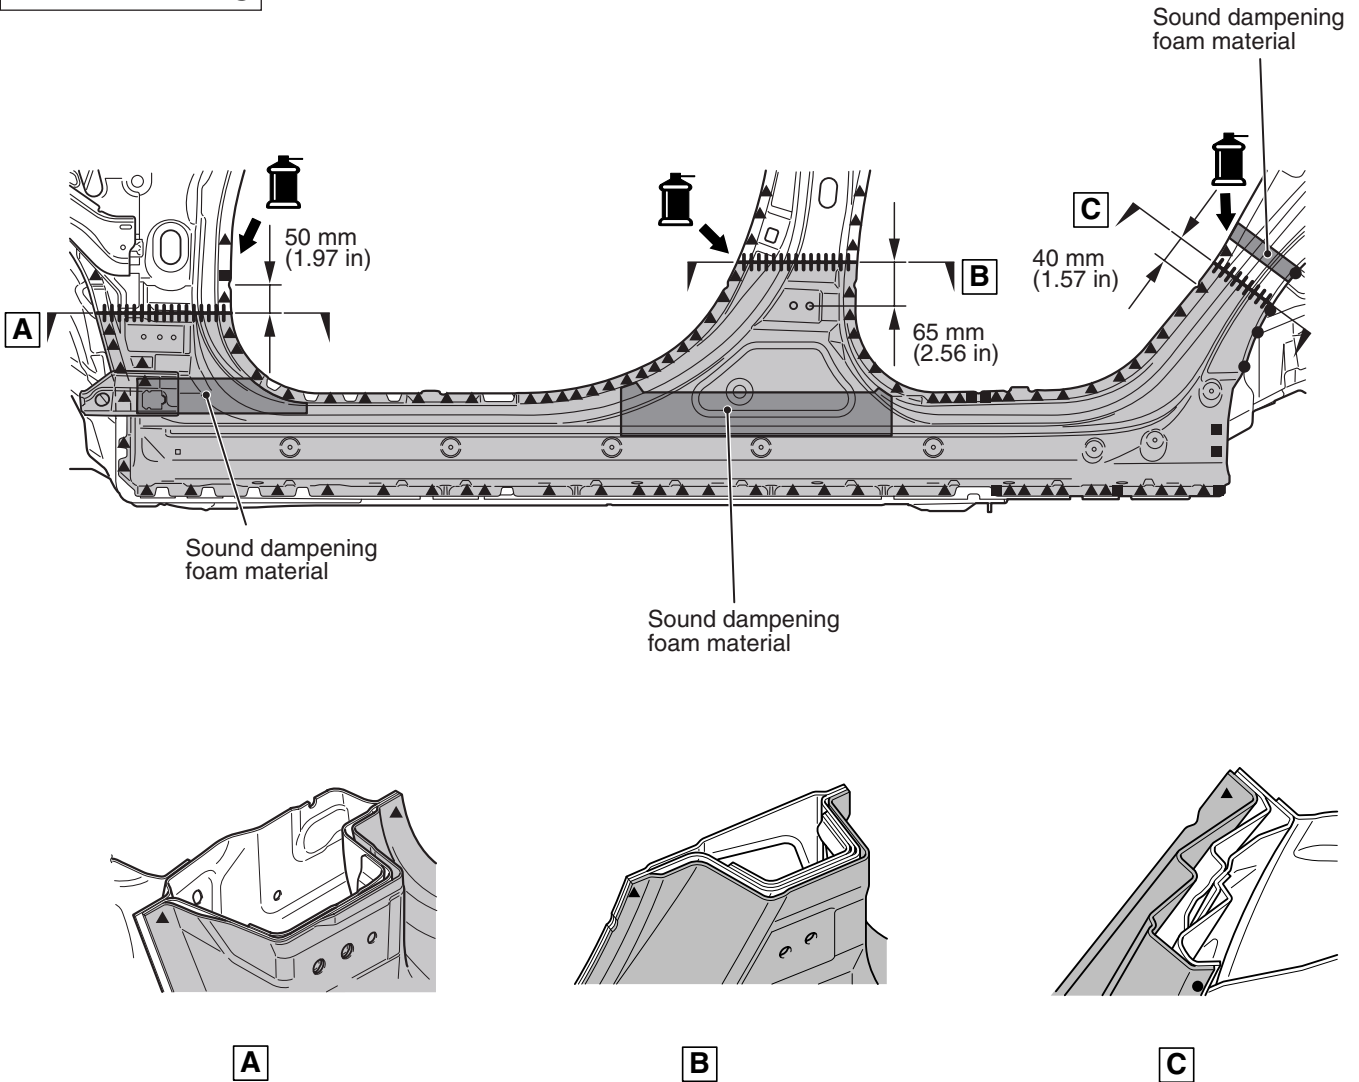 Sound dampening
foam material
C
50 mm
(1.97 in)
40 mm
(1.57 in)
B
A
65 mm
(2.56 in)
Sound dampening
foam material
Sound dampening
foam material
A
B
C